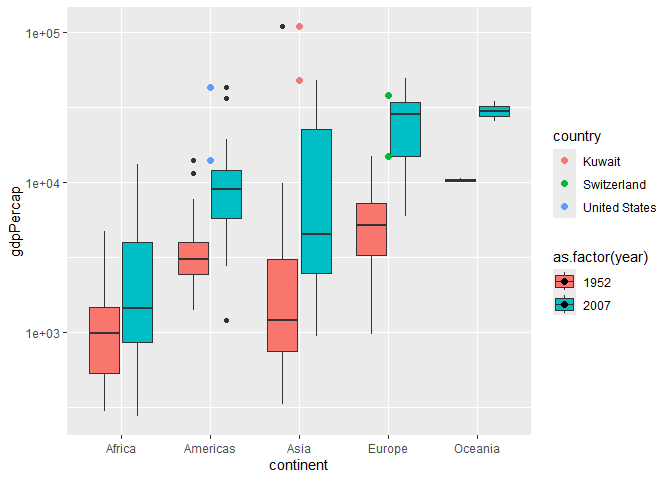 1e+05
1e+04
1e+03
gdpPercap
Africa
Americas
Asia
Europe
Oceania
continent
country
Kuwait
Switzerland
United States
as.factor(year)
1952
2007